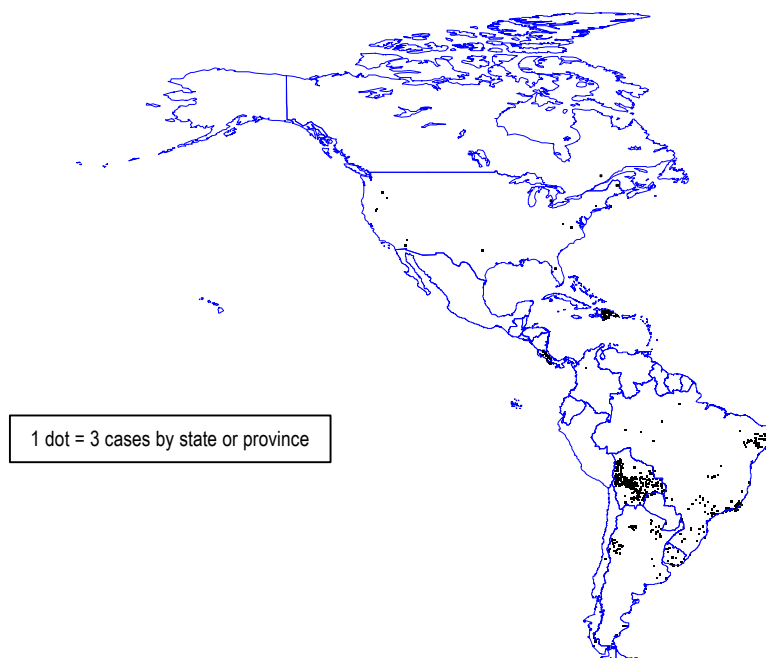 1 dot = 3 cases by state or province